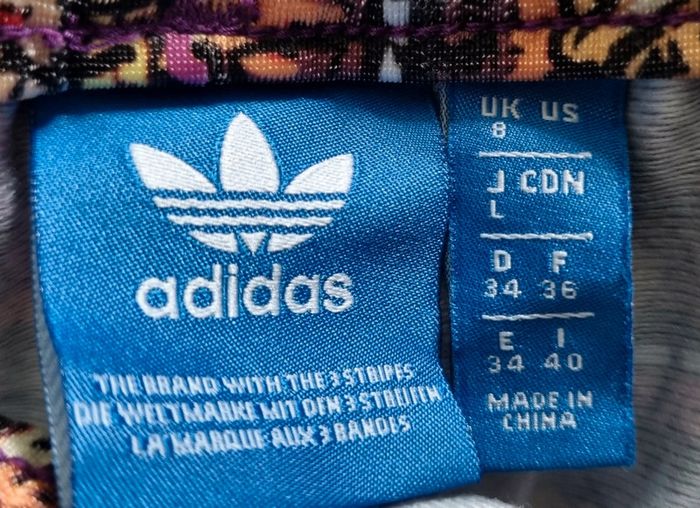 adidas
THE BRAND WITH THE 3 STRIPES
DIE WELTMARKE MIT DEN 3 STREIFEN
LA MARQUE AUX 3 BANDES
UK US
8
J CDN
L
D F
34 36
E I
34 40
MADE IN
CHINA